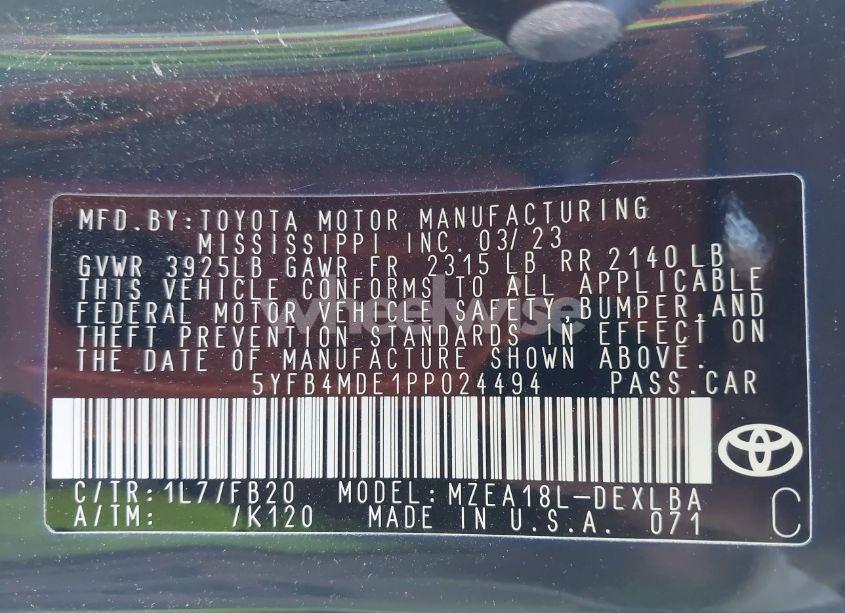 MFD.BY:TOYOTA MOTOR MANUFACTURING
MISSISSIPPI INC. 03/23
GVWR 3925LB GAWR FR 2315 LB RR 2140 LB
THIS VEHICLE CONFORMS TO ALL APPLICABLE
FEDERAL MOTOR VEHICLE SAFETY,BUMPER,AND
THEFT PREVENTION STANDARDS IN EFFECT ON
THE DATE OF MANUFACTURE SHOWN ABOVE.
5YFB4MDE1PP024494 PASS.CAR
C/TR:1L7/FB20 MODEL:MZEA18L-DEXLBA
A/TM: /K120 MADE IN U.S.A. 071 C
wheelwise